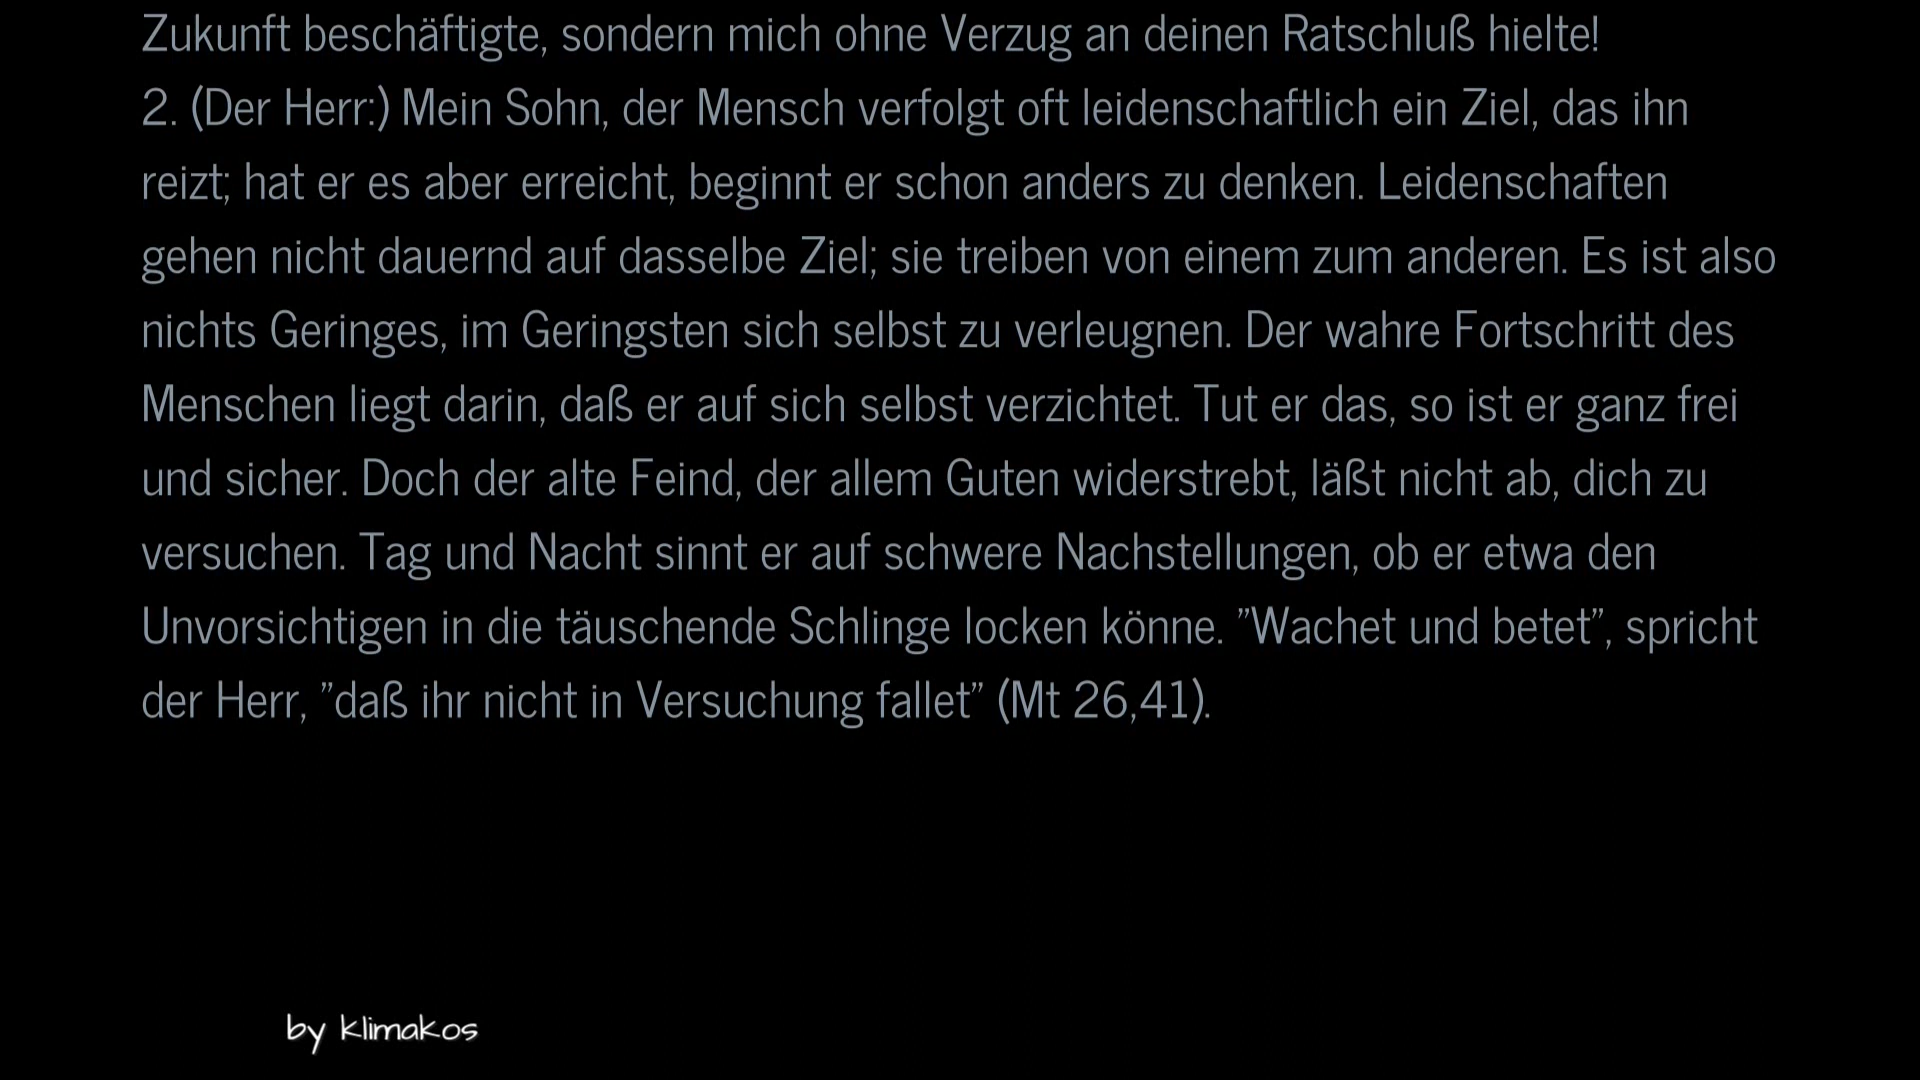 Zukunft beschäftigte, sondern mich ohne Verzug an deinen Ratschluß hielte!
2. (Der Herr:) Mein Sohn, der Mensch verfolgt oft leidenschaftlich ein Ziel, das ihn
reizt; hat er es aber erreicht, beginnt er schon anders zu denken. Leidenschaften
gehen nicht dauernd auf dasselbe Ziel; sie treiben von einem zum anderen. Es ist also
nichts Geringes, im Geringsten sich selbst zu verleugnen. Der wahre Fortschritt des
Menschen liegt darin, daß er auf sich selbst verzichtet. Tut er das, so ist er ganz frei
und sicher. Doch der alte Feind, der allem Guten widerstrebt, läßt nicht ab, dich zu
versuchen. Tag und Nacht sinnt er auf schwere Nachstellungen, ob er etwa den
Unvorsichtigen in die täuschende Schlinge locken könne. ”Wachet und betet”, spricht
der Herr, ”daß ihr nicht in Versuchung fallet” (Mt 26,41).
by klimakos